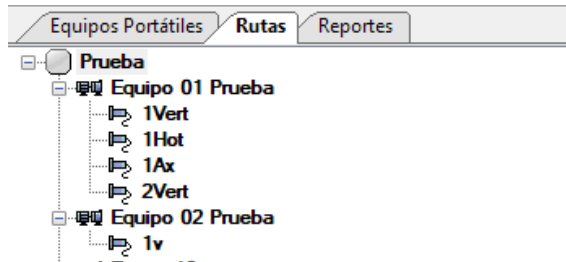 Equipos Portátiles Rutas Reportes
Prueba
Equipo 01 Prueba
1Vert
1Hot
1Ax
2Vert
Equipo 02 Prueba
1v